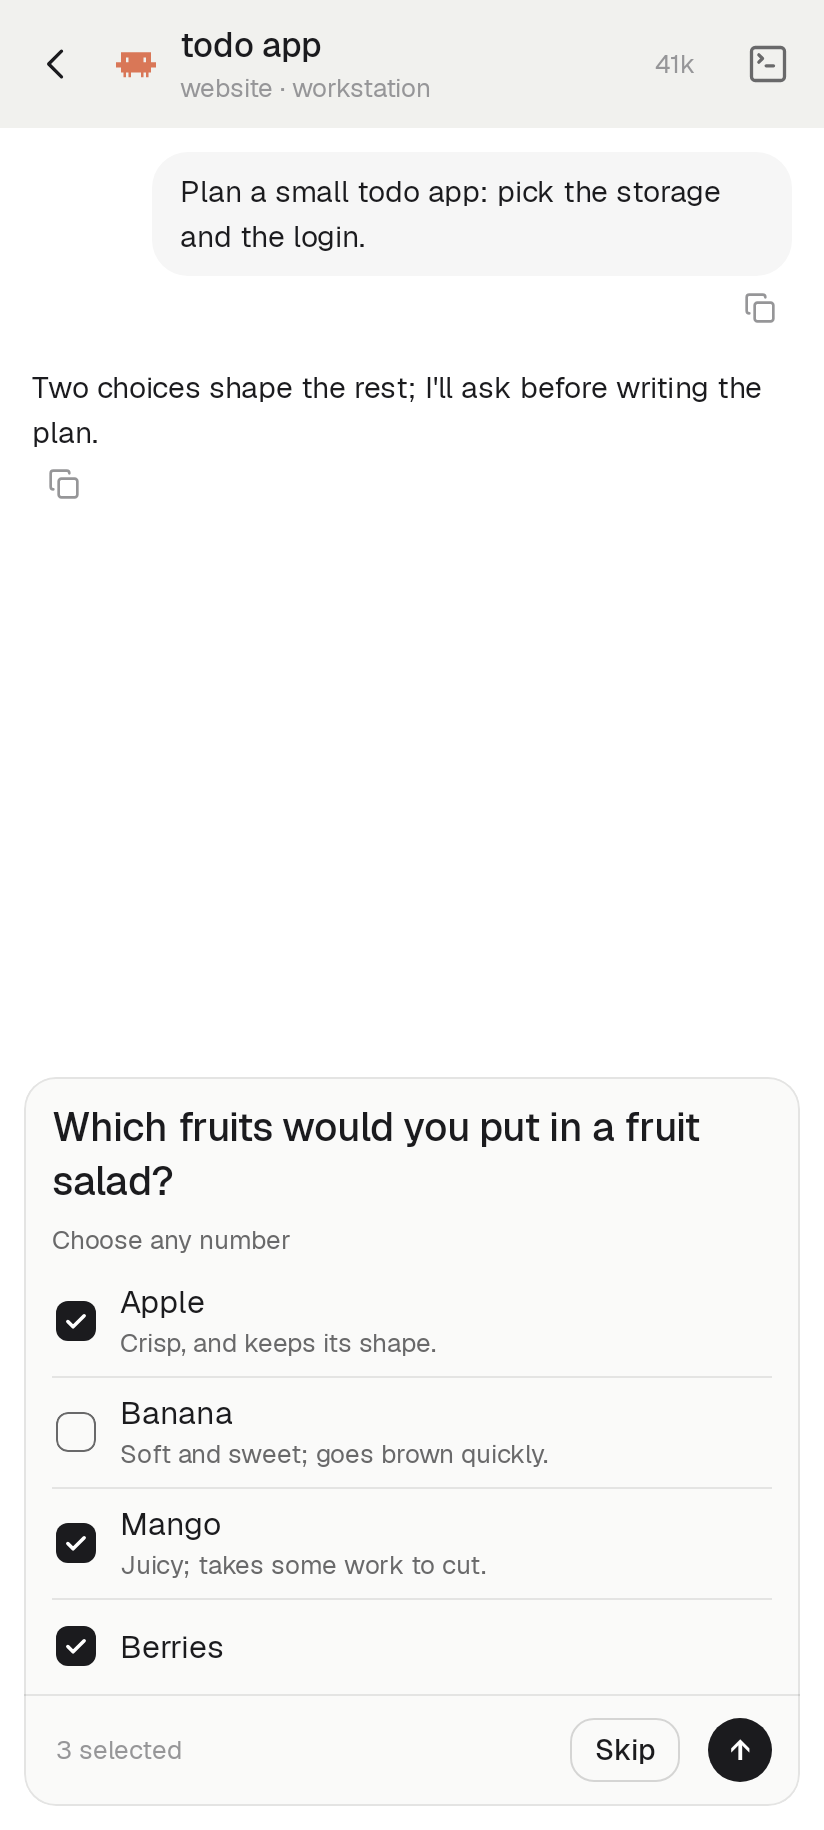 todo app
website · workstation
41k
Plan a small todo app: pick the storage
and the login.
Two choices shape the rest; I'll ask before writing the
plan.
Which fruits would you put in a fruit
salad?
Choose any number
Apple
Crisp, and keeps its shape.
Banana
Soft and sweet; goes brown quickly.
Mango
Juicy; takes some work to cut.
Berries
3 selected
Skip